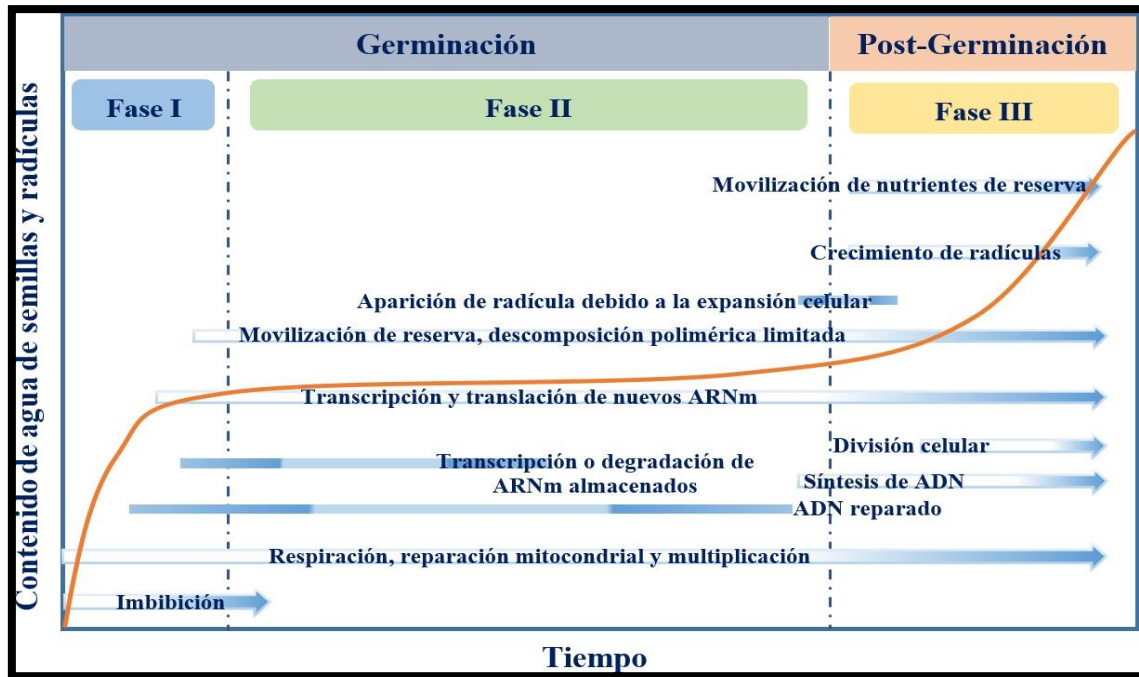 Germinación
Post-Germinación
Fase I
Fase II
Fase III
Contenido de agua de semillas y radículas
Movilización de nutrientes de reserva
Crecimiento de radículas
Aparición de radícula debido a la expansión celular
Movilización de reserva, descomposición polimérica limitada
Transcripción y translación de nuevos ARNm
División celular
Transcripción o degradación de
ARNm almacenados
Síntesis de ADN
ADN reparado
Respiración, reparación mitocondrial y multiplicación
Imbibición
Tiempo